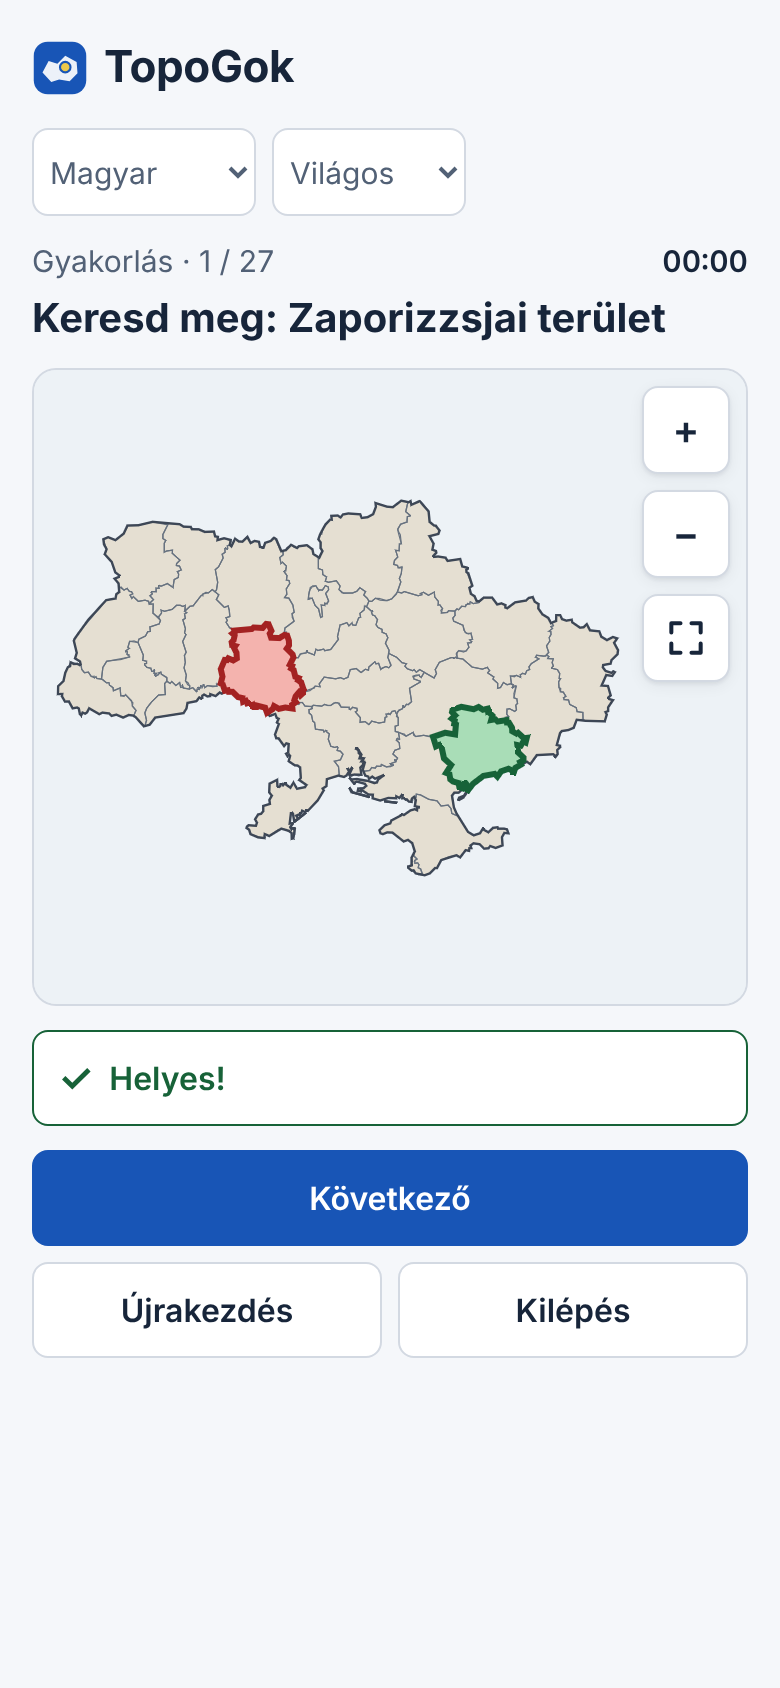 TopoGok
Magyar
Világos
Gyakorlás · 1 / 27
00:00
Keresd meg: Zaporizzsjai terület
+
−
Helyes!
Következő
Újrakezdés
Kilépés